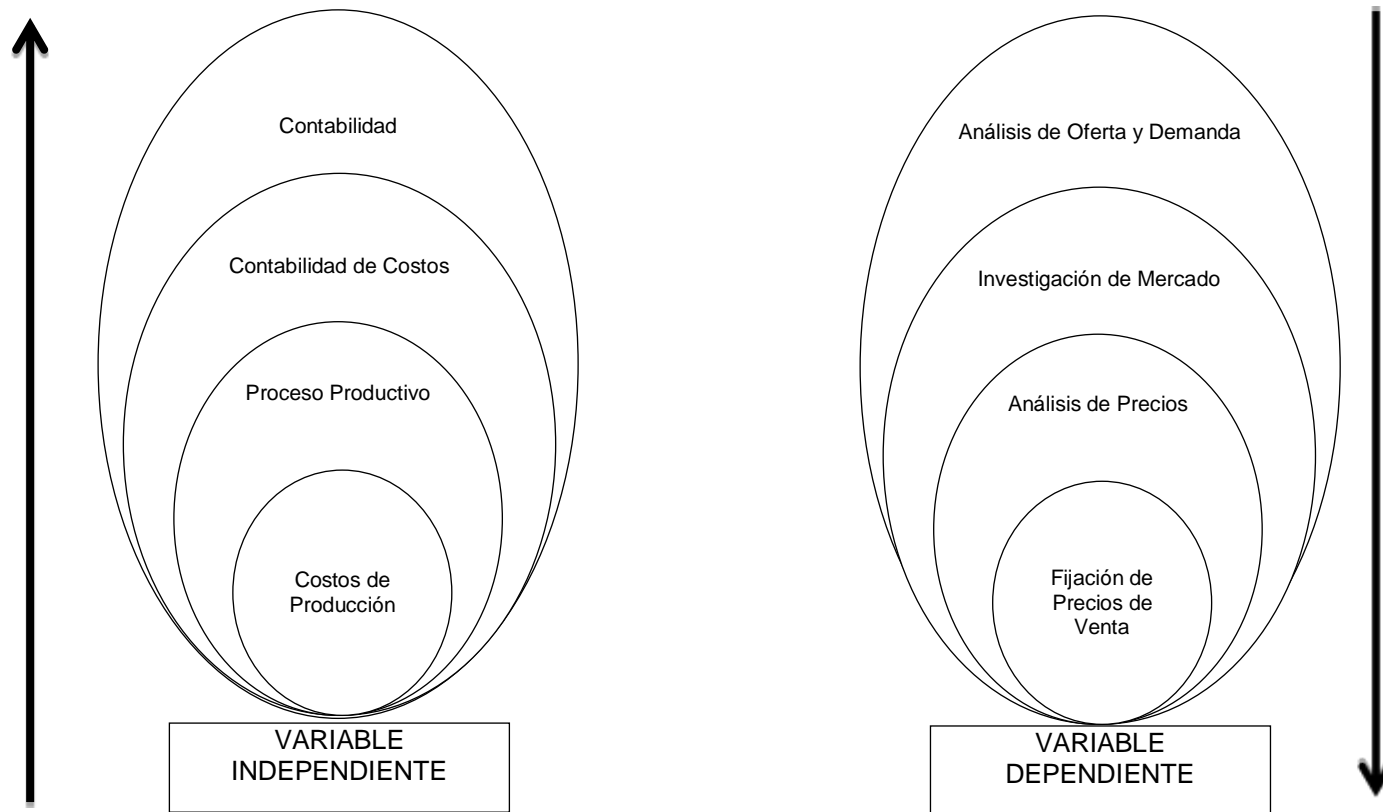 Contabilidad
Contabilidad de Costos
Proceso Productivo
Costos de
Producción
VARIABLE
INDEPENDIENTE
Análisis de Oferta y Demanda
Investigación de Mercado
Análisis de Precios
Fijación de
Precios de
Venta
VARIABLE
DEPENDIENTE